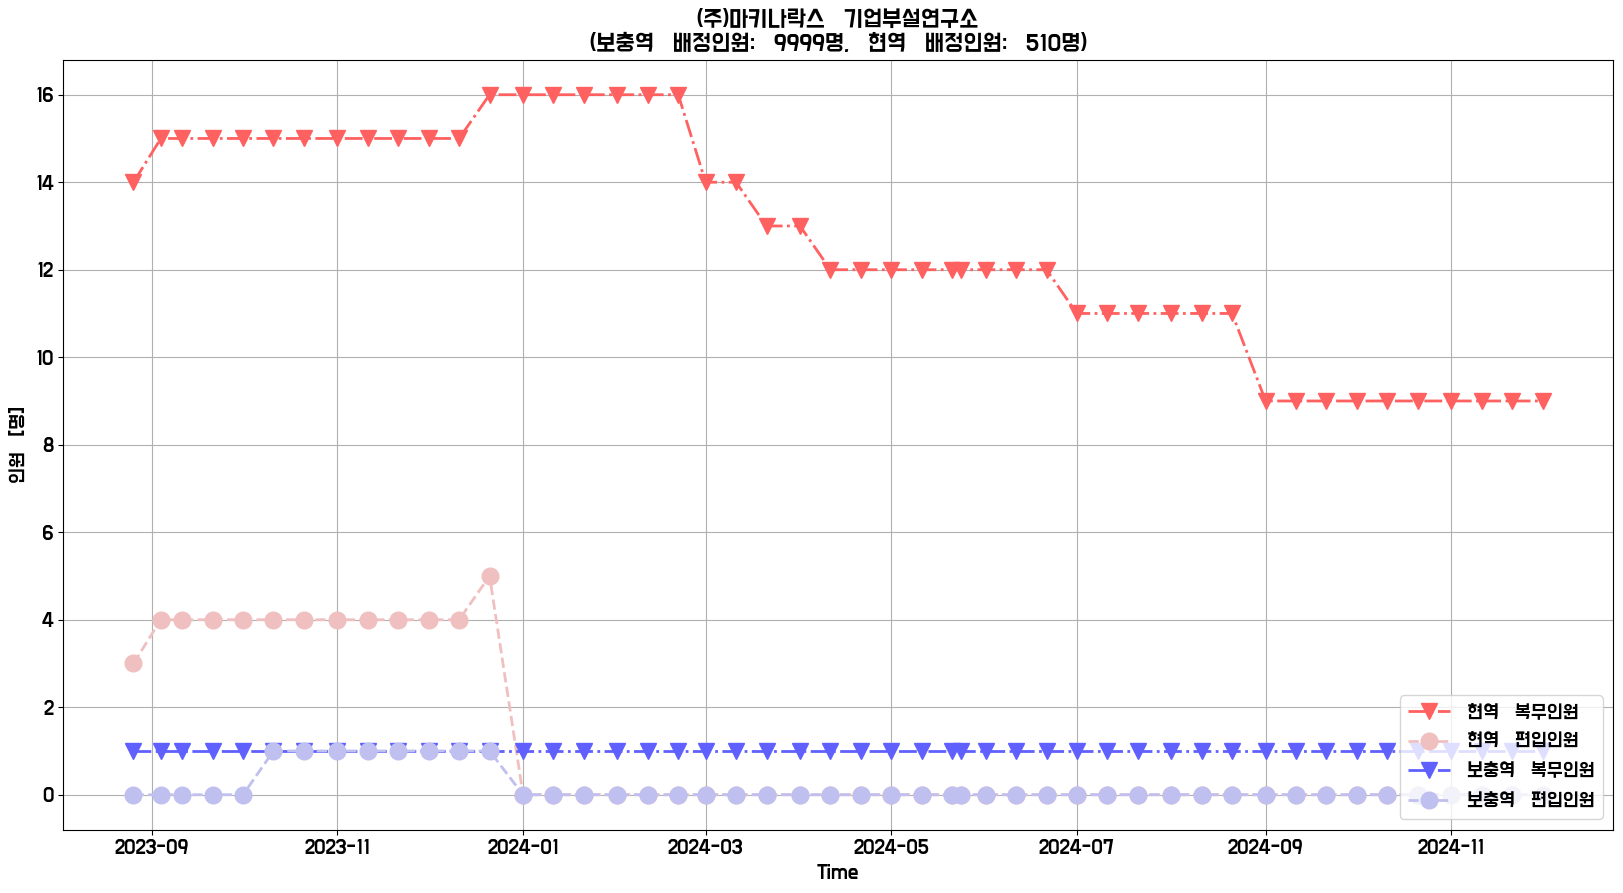 (주)마키나락스 기업부설연구소
(보충역 배정인원: 9999명, 현역 배정인원: 510명)
인원 [명]
16
14
12
10
8
6
4
2
0
현역 복무인원
현역 편입인원
보충역 복무인원
보충역 편입인원
2023-09 2023-11 2024-01 2024-03 2024-05 2024-07 2024-09 2024-11
Time